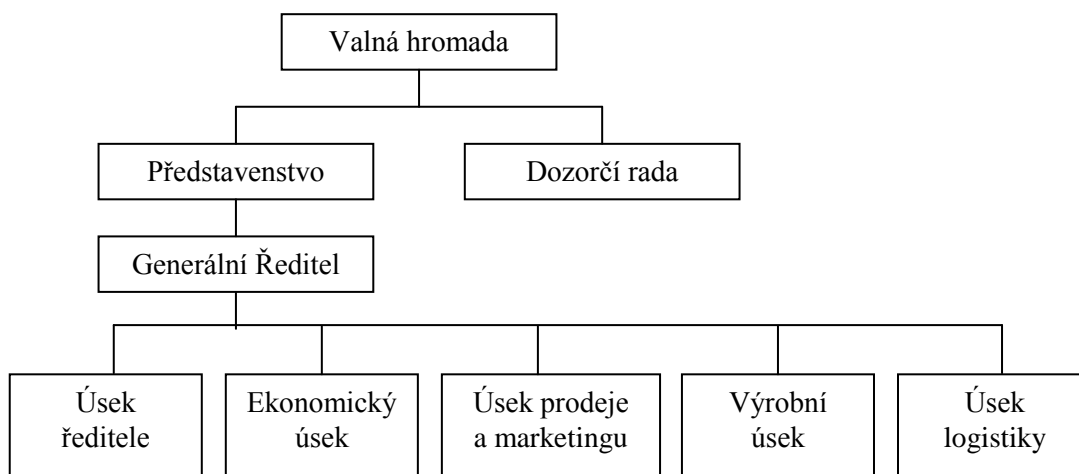 Valná hromada
Představenstvo
Dozorčí rada
Generální Ředitel
Úsek
ředitele
Ekonomický
úsek
Úsek prodeje
a marketingu
Výrobní
úsek
Úsek
logistiky